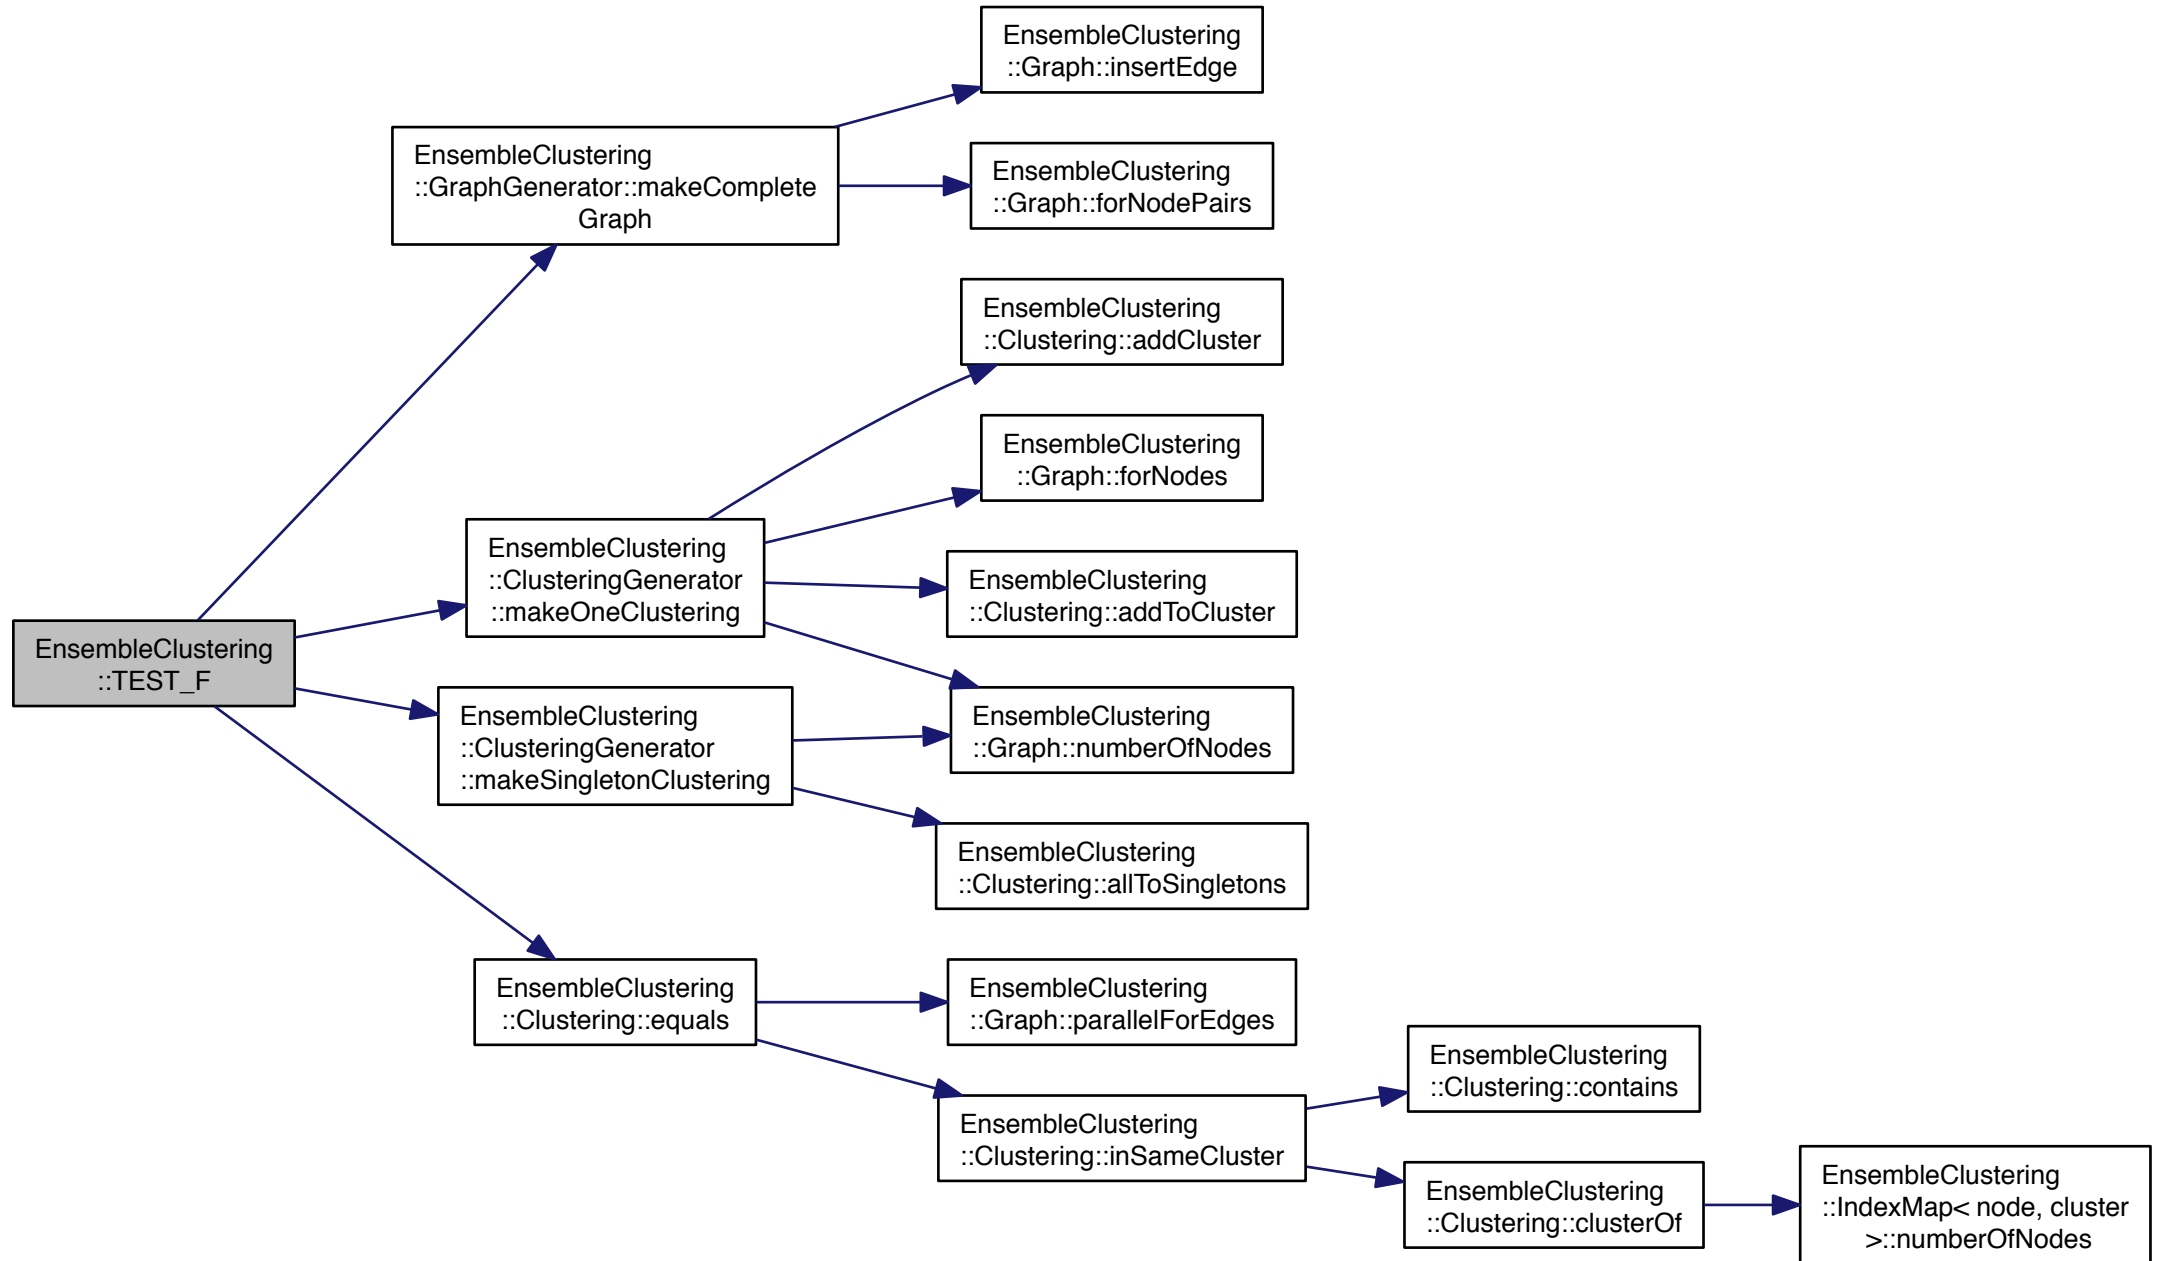 EnsembleClustering
::Graph::insertEdge
EnsembleClustering
::GraphGenerator::makeComplete
Graph
EnsembleClustering
::Graph::forNodePairs
EnsembleClustering
::Clustering::addCluster
EnsembleClustering
::Graph::forNodes
EnsembleClustering
::ClusteringGenerator
::makeOneClustering
EnsembleClustering
::Clustering::addToCluster
EnsembleClustering
::TEST_F
EnsembleClustering
::ClusteringGenerator
::makeSingletonClustering
EnsembleClustering
::Graph::numberOfNodes
EnsembleClustering
::Clustering::allToSingletons
EnsembleClustering
::Clustering::equals
EnsembleClustering
::Graph::parallelForEdges
EnsembleClustering
::Clustering::inSameCluster
EnsembleClustering
::Clustering::contains
EnsembleClustering
::Clustering::clusterOf
EnsembleClustering
::IndexMap< node, cluster
>::numberOfNodes